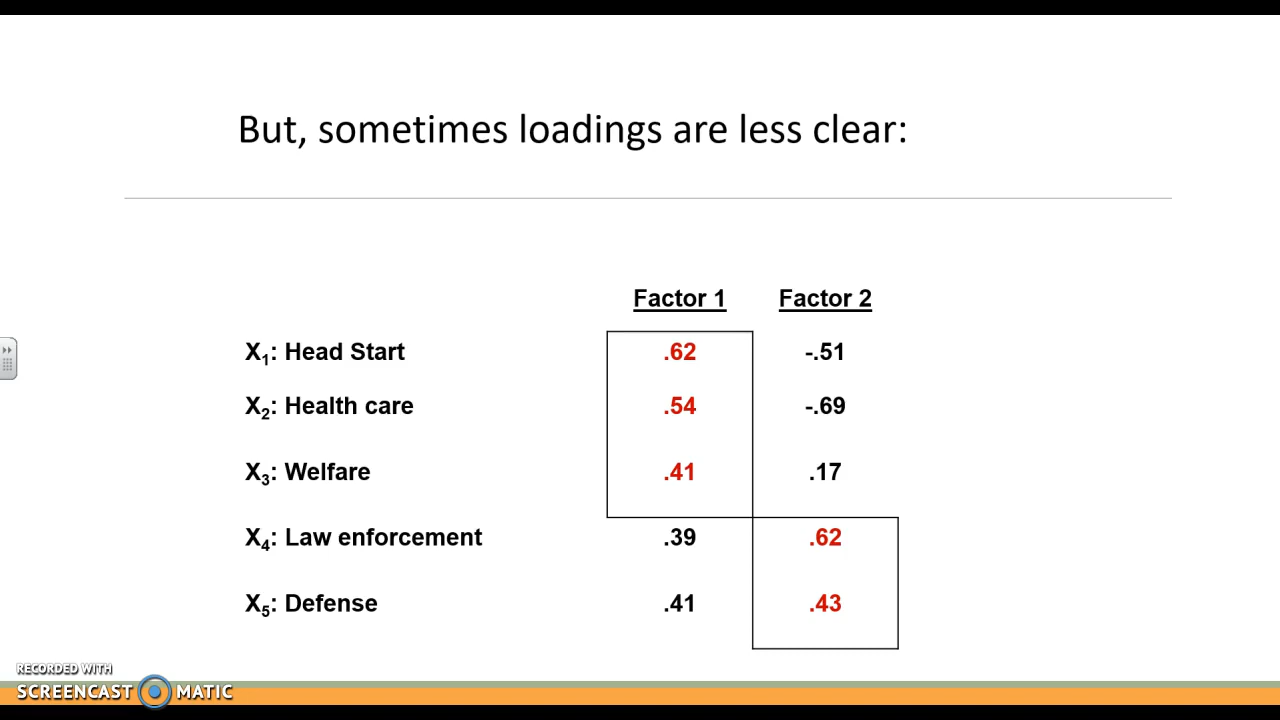 But, sometimes loadings are less clear:
Factor 1 Factor 2
X₁: Head Start .62 -.51
X₂: Health care .54 -.69
X₃: Welfare .41 .17
X₄: Law enforcement .39 .62
X₅: Defense .41 .43
RECORDED WITH
SCREENCAST MATIC